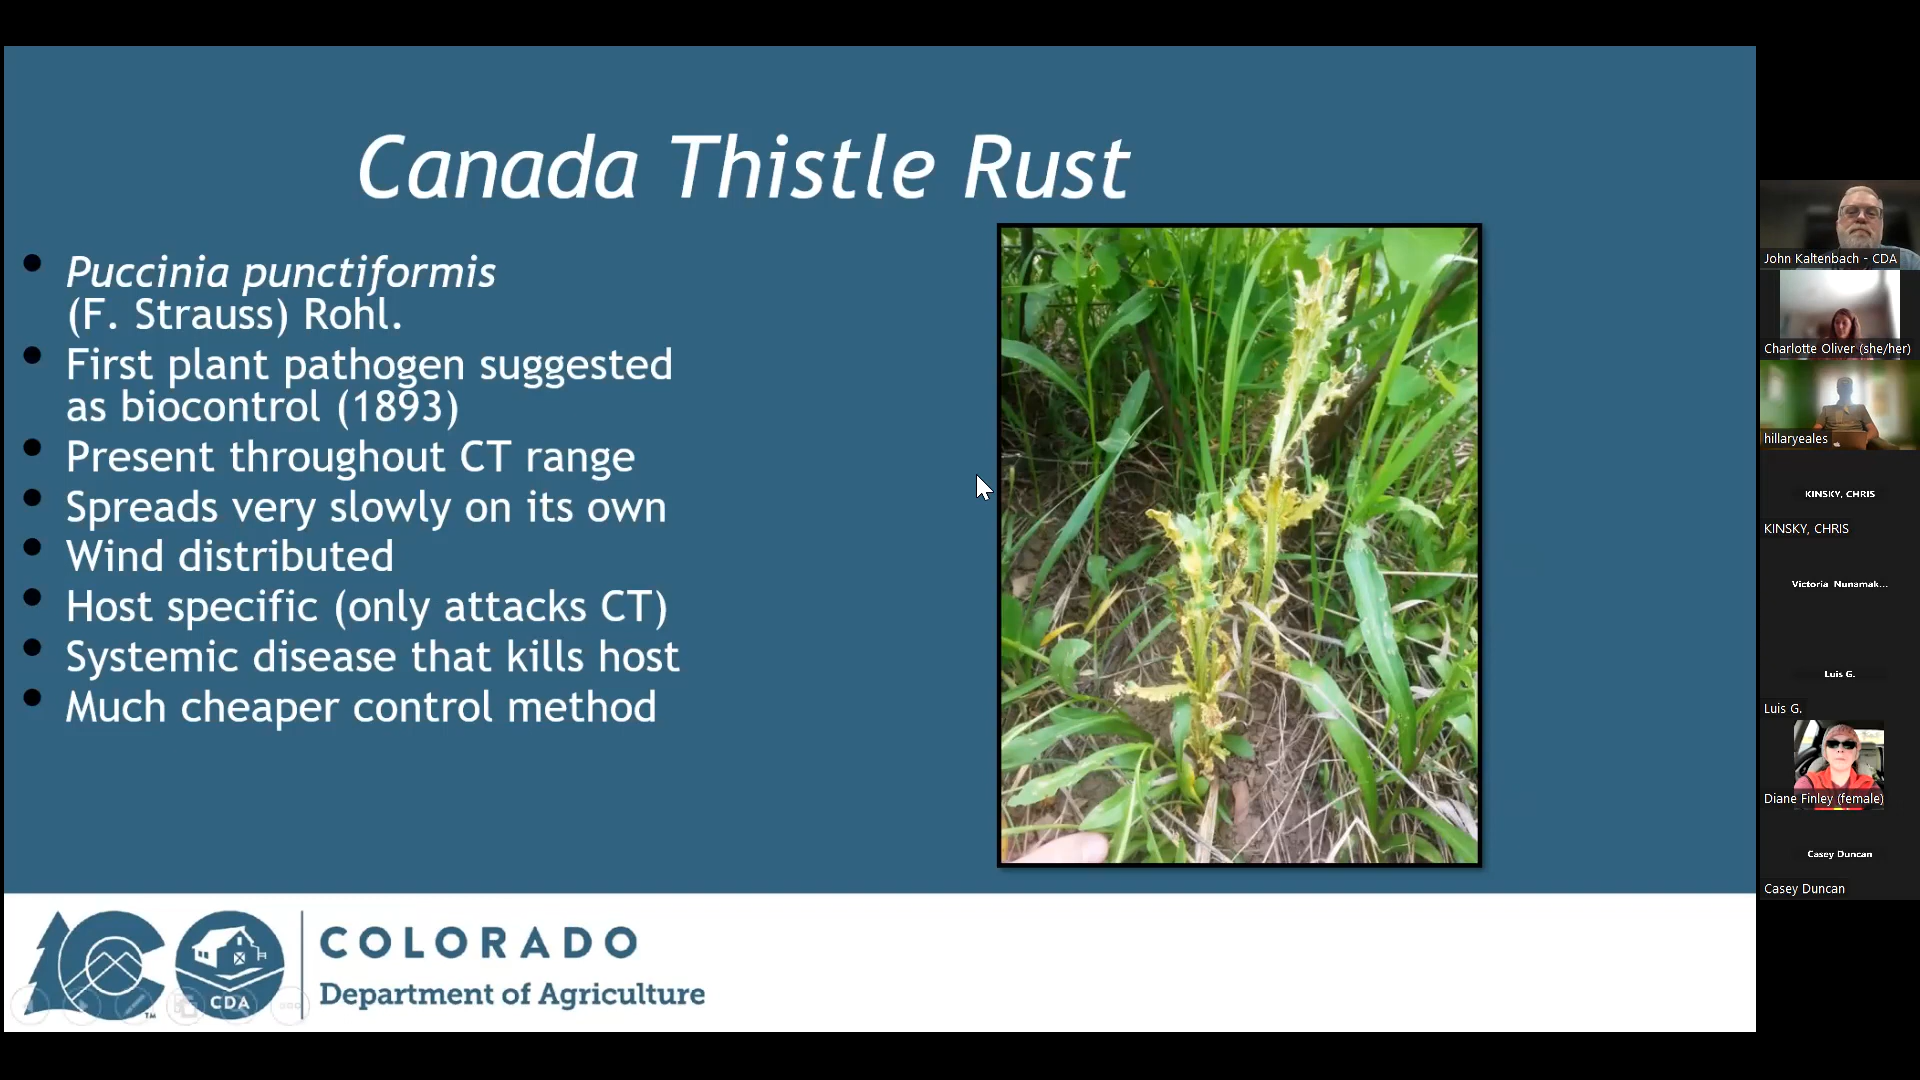 Canada Thistle Rust
• Puccinia punctiformis
(F. Strauss) Rohl.
• First plant pathogen suggested
as biocontrol (1893)
• Present throughout CT range
• Spreads very slowly on its own
• Wind distributed
• Host specific (only attacks CT)
• Systemic disease that kills host
• Much cheaper control method
CDA
TM
COLORADO
Department of Agriculture
John Kaltenbach - CDA
Charlotte Oliver (she/her)
hillaryeales
KINSKY, CHRIS
KINSKY, CHRIS
Victoria Nunamak...
Luis G.
Luis G.
Diane Finley (female)
Casey Duncan
Casey Duncan